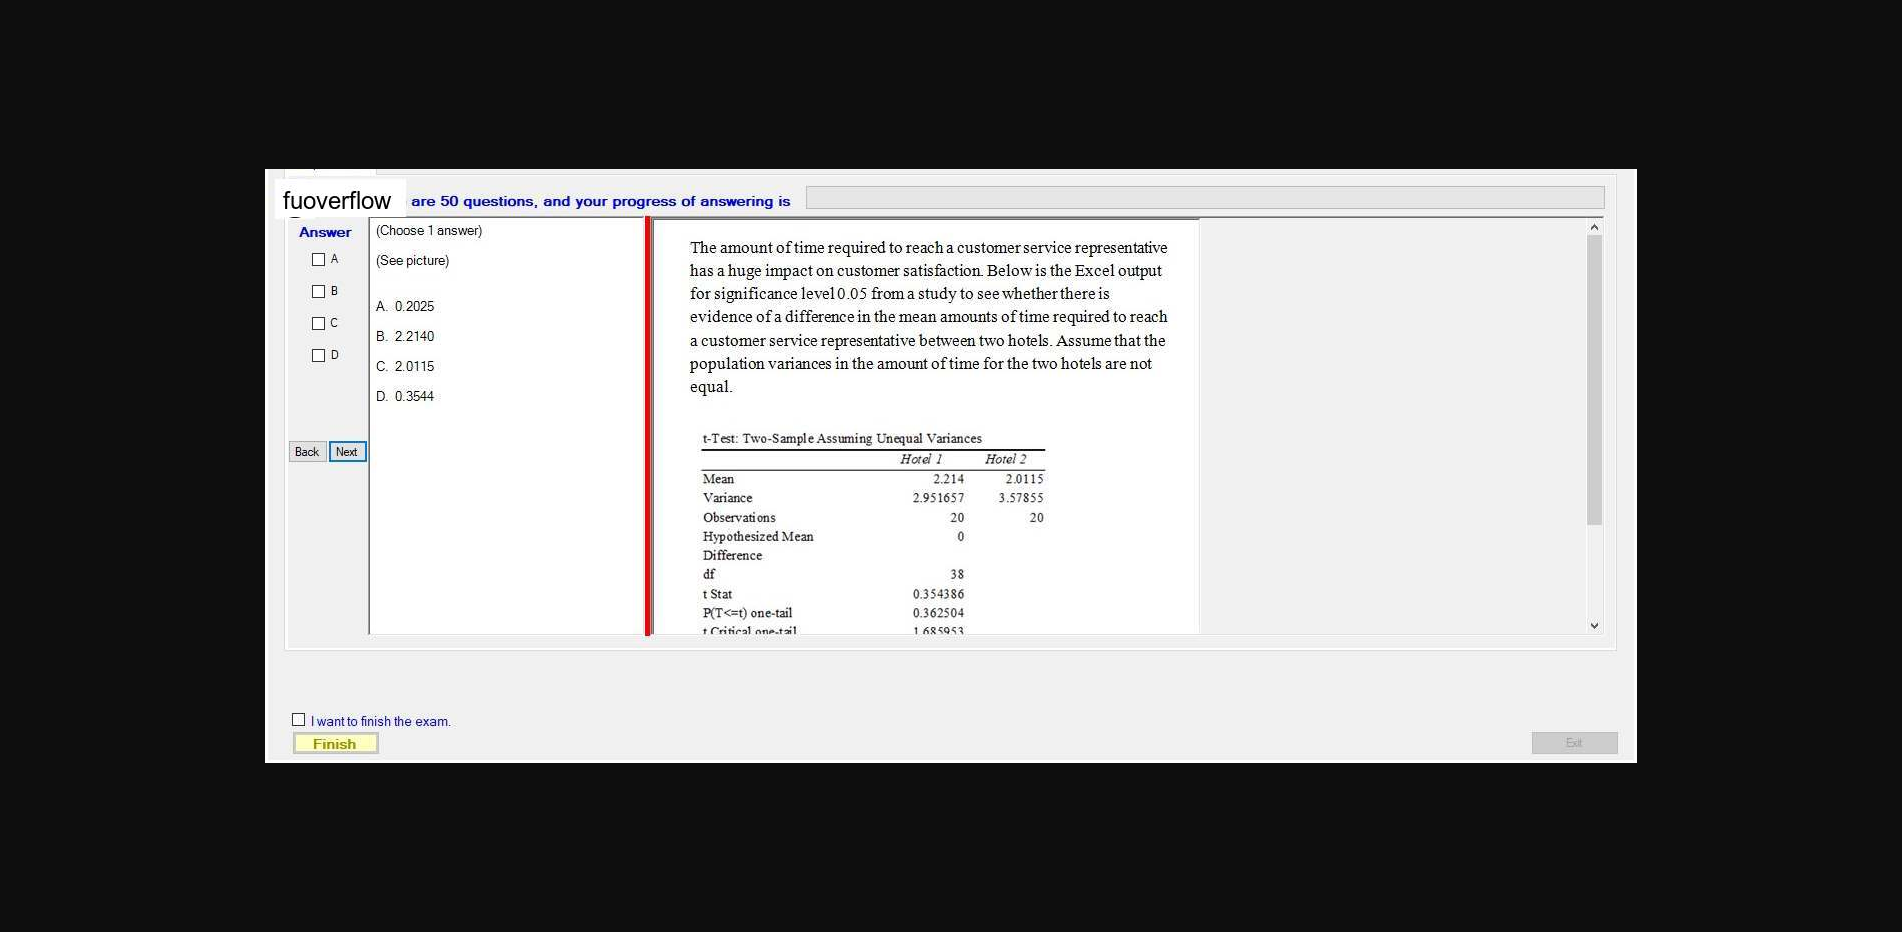 fuoverflow are 50 questions, and your progress of answering is
Answer
A
B
C
D
Back Next
(Choose 1 answer)
(See picture)
A. 0.2025
B. 2.2140
C. 2.0115
D. 0.3544
The amount of time required to reach a customer service representative
has a huge impact on customer satisfaction. Below is the Excel output
for significance level 0.05 from a study to see whether there is
evidence of a difference in the mean amounts of time required to reach
a customer service representative between two hotels. Assume that the
population variances in the amount of time for the two hotels are not
equal.
t-Test: Two-Sample Assuming Unequal Variances
Hotel 1 Hotel 2
Mean 2.214 2.0115
Variance 2.951657 3.57855
Observations 20 20
Hypothesized Mean 0
Difference
df 38
t Stat 0.354386
P(T<=t) one-tail 0.362504
t Critical one-tail 1.685953
I want to finish the exam.
Finish
Exit